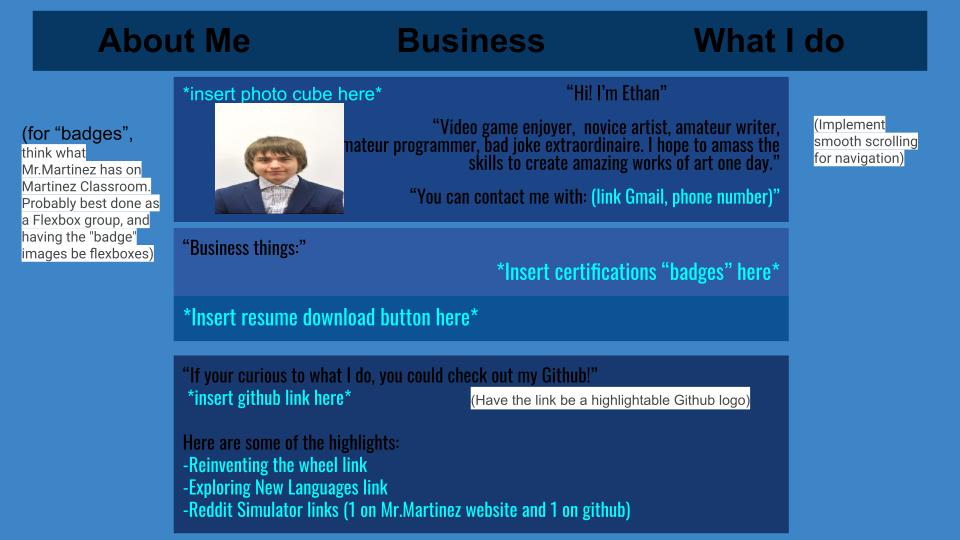 About Me Business What I do
*insert photo cube here*
“Hi! I’m Ethan”
“Video game enjoyer, novice artist, amateur writer,
programmer, bad joke extraordinaire. I hope to amass the
skills to create amazing works of art one day.”
“You can contact me with: (link Gmail, phone number)”
(for “badges”,
think what
Mr.Martinez has on
Martinez Classroom.
Probably best done as
a Flexbox group, and
having the "badge"
images be flexboxes)
(Implement
smooth scrolling
for navigation)
“Business things:”
*Insert certifications “badges” here*
*Insert resume download button here*
“If your curious to what I do, you could check out my Github!”
*insert github link here*
(Have the link be a highlightable Github logo)
Here are some of the highlights:
-Reinventing the wheel link
-Exploring New Languages link
-Reddit Simulator links (1 on Mr.Martinez website and 1 on github)